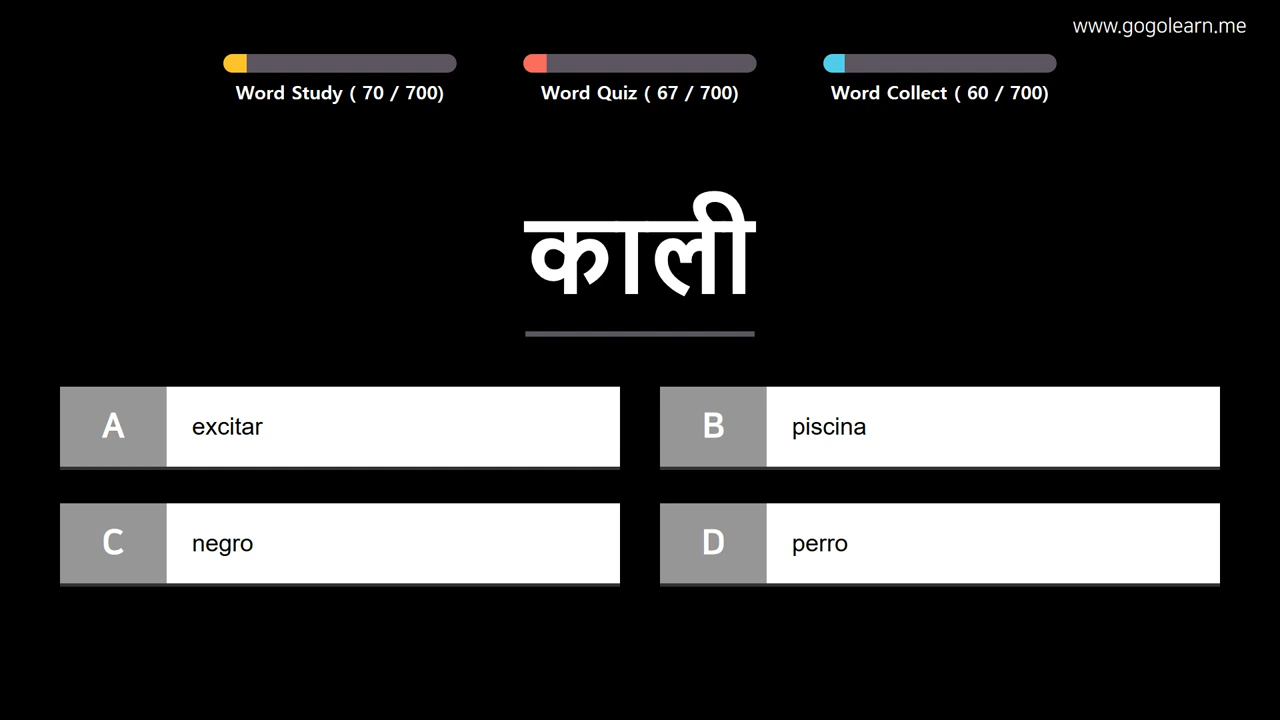 www.gogolearn.me
Word Study ( 70 / 700)
Word Quiz ( 67 / 700)
Word Collect ( 60 / 700)
काली
A excitar
B piscina
C negro
D perro